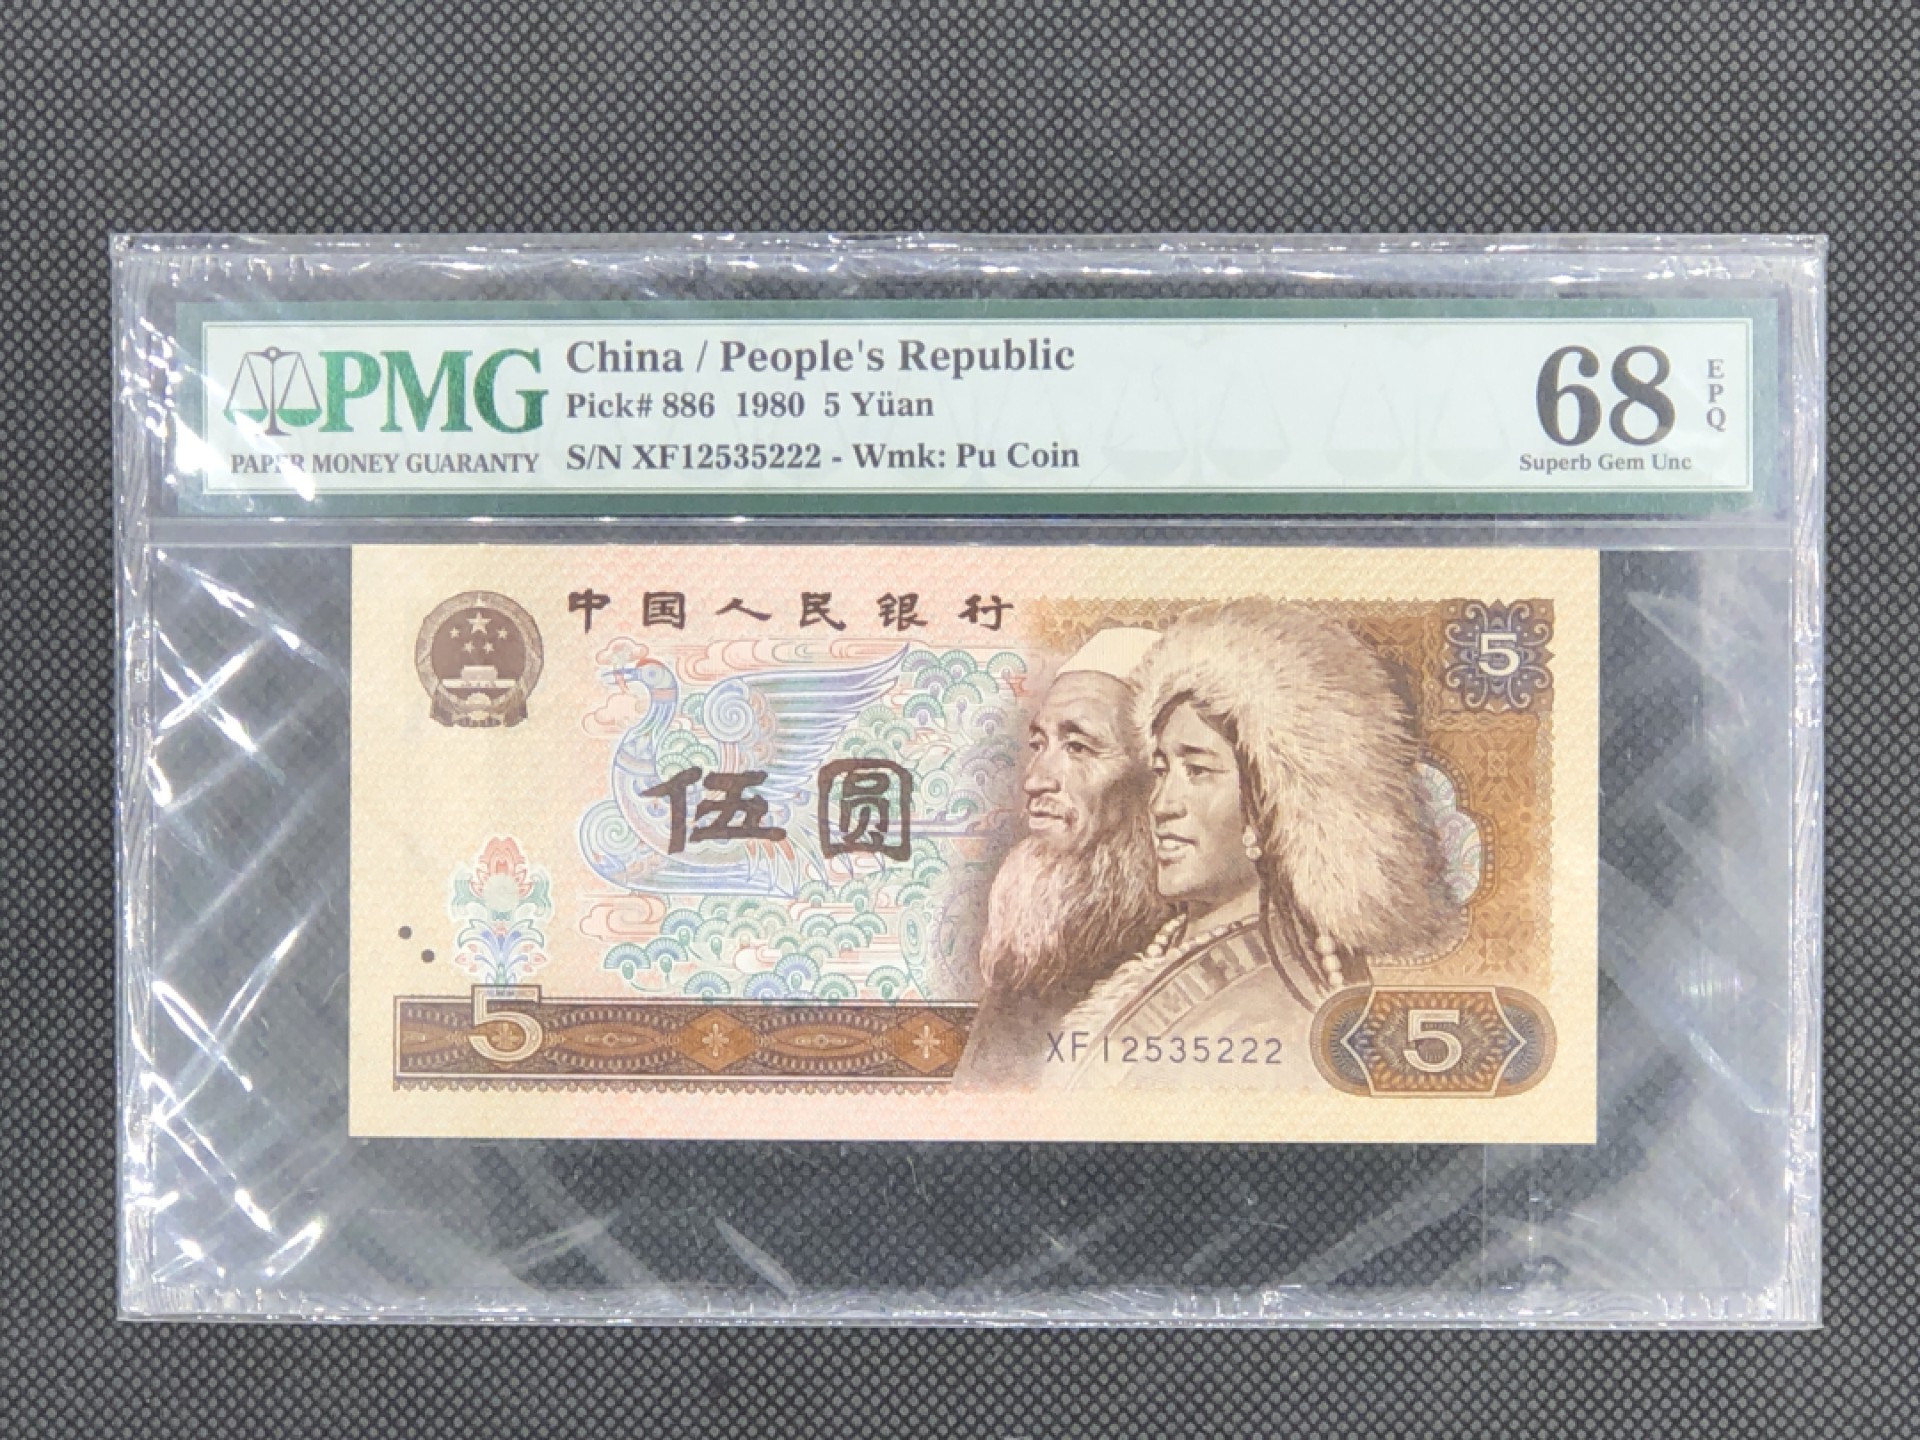 PMG
PAPER MONEY GUARANTY
China / People's Republic
Pick# 886 1980 5 Yüan
S/N XF12535222 - Wmk: Pu Coin
68
EPQ
Superb Gem Unc
中国人民银行
5
伍圆
5
XF12535222
5